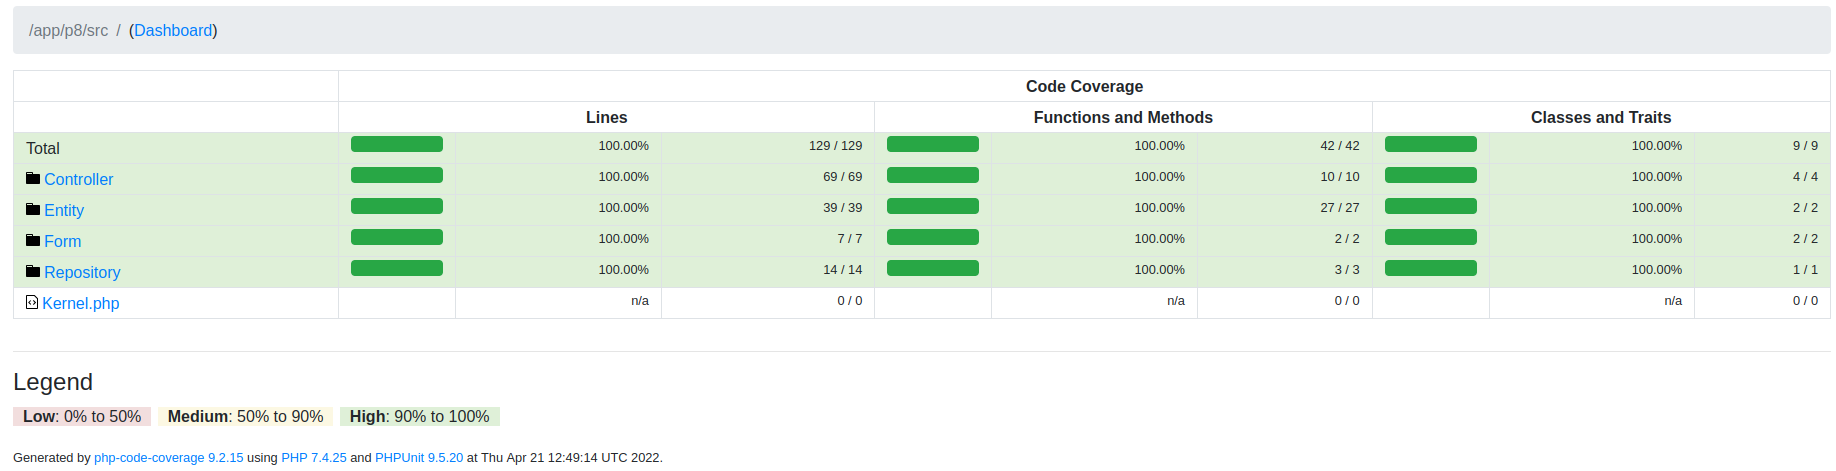 /app/p8/src / (Dashboard)
Code Coverage
Lines Functions and Methods Classes and Traits
Total 100.00% 129 / 129 100.00% 42 / 42 100.00% 9 / 9
Controller 100.00% 69 / 69 100.00% 10 / 10 100.00% 4 / 4
Entity 100.00% 39 / 39 100.00% 27 / 27 100.00% 2 / 2
Form 100.00% 7 / 7 100.00% 2 / 2 100.00% 2 / 2
Repository 100.00% 14 / 14 100.00% 3 / 3 100.00% 1 / 1
Kernel.php n/a 0 / 0 n/a 0 / 0 n/a 0 / 0
Legend
Low: 0% to 50% Medium: 50% to 90% High: 90% to 100%
Generated by php-code-coverage 9.2.15 using PHP 7.4.25 and PHPUnit 9.5.20 at Thu Apr 21 12:49:14 UTC 2022.